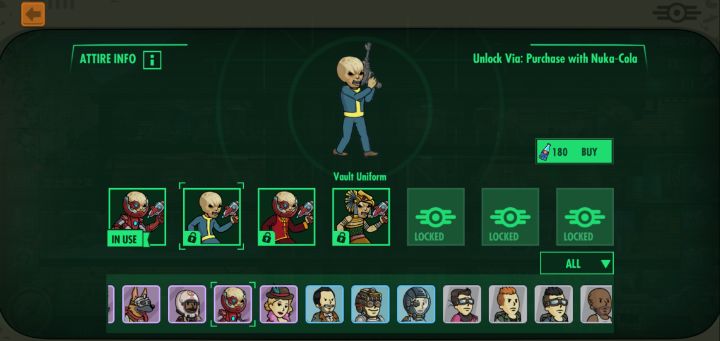 ATTIRE INFO
i
Unlock Via: Purchase with Nuka-Cola
180 BUY
Vault Uniform
IN USE
LOCKED
LOCKED
LOCKED
ALL